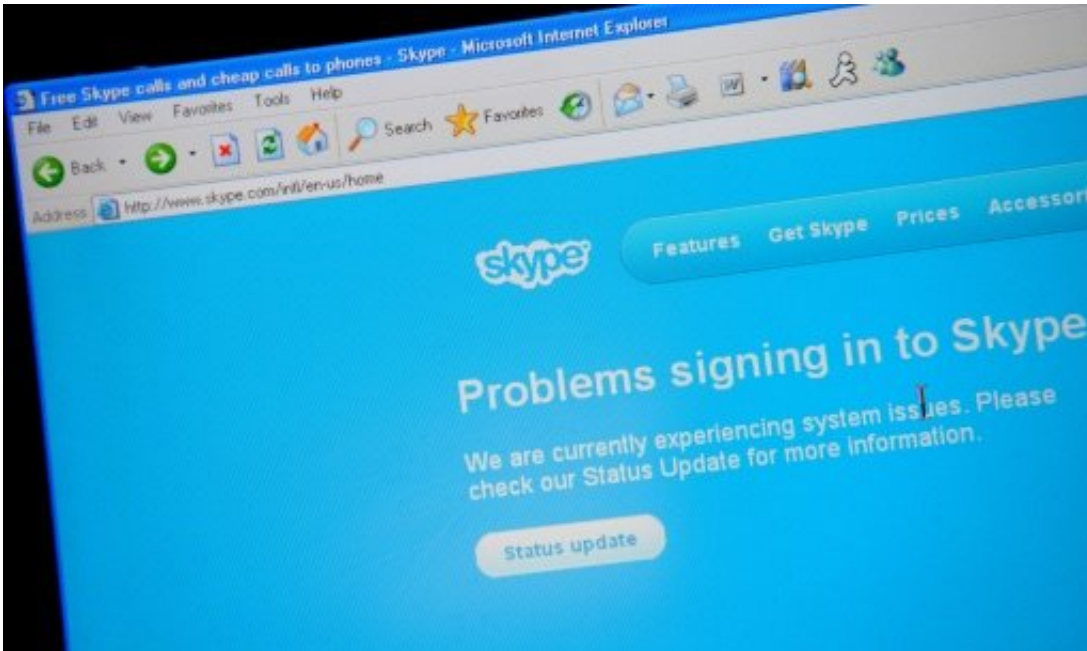 Free Skype calls and cheap calls to phones - Skype - Microsoft Internet Explorer
File Edit View Favorites Tools Help
Back Search Favorites
Address http://www.skype.com/intl/en-us/home
skype
Features Get Skype Prices Accessori
Problems signing in to Skype
We are currently experiencing system issues. Please
check our Status Update for more information.
Status update